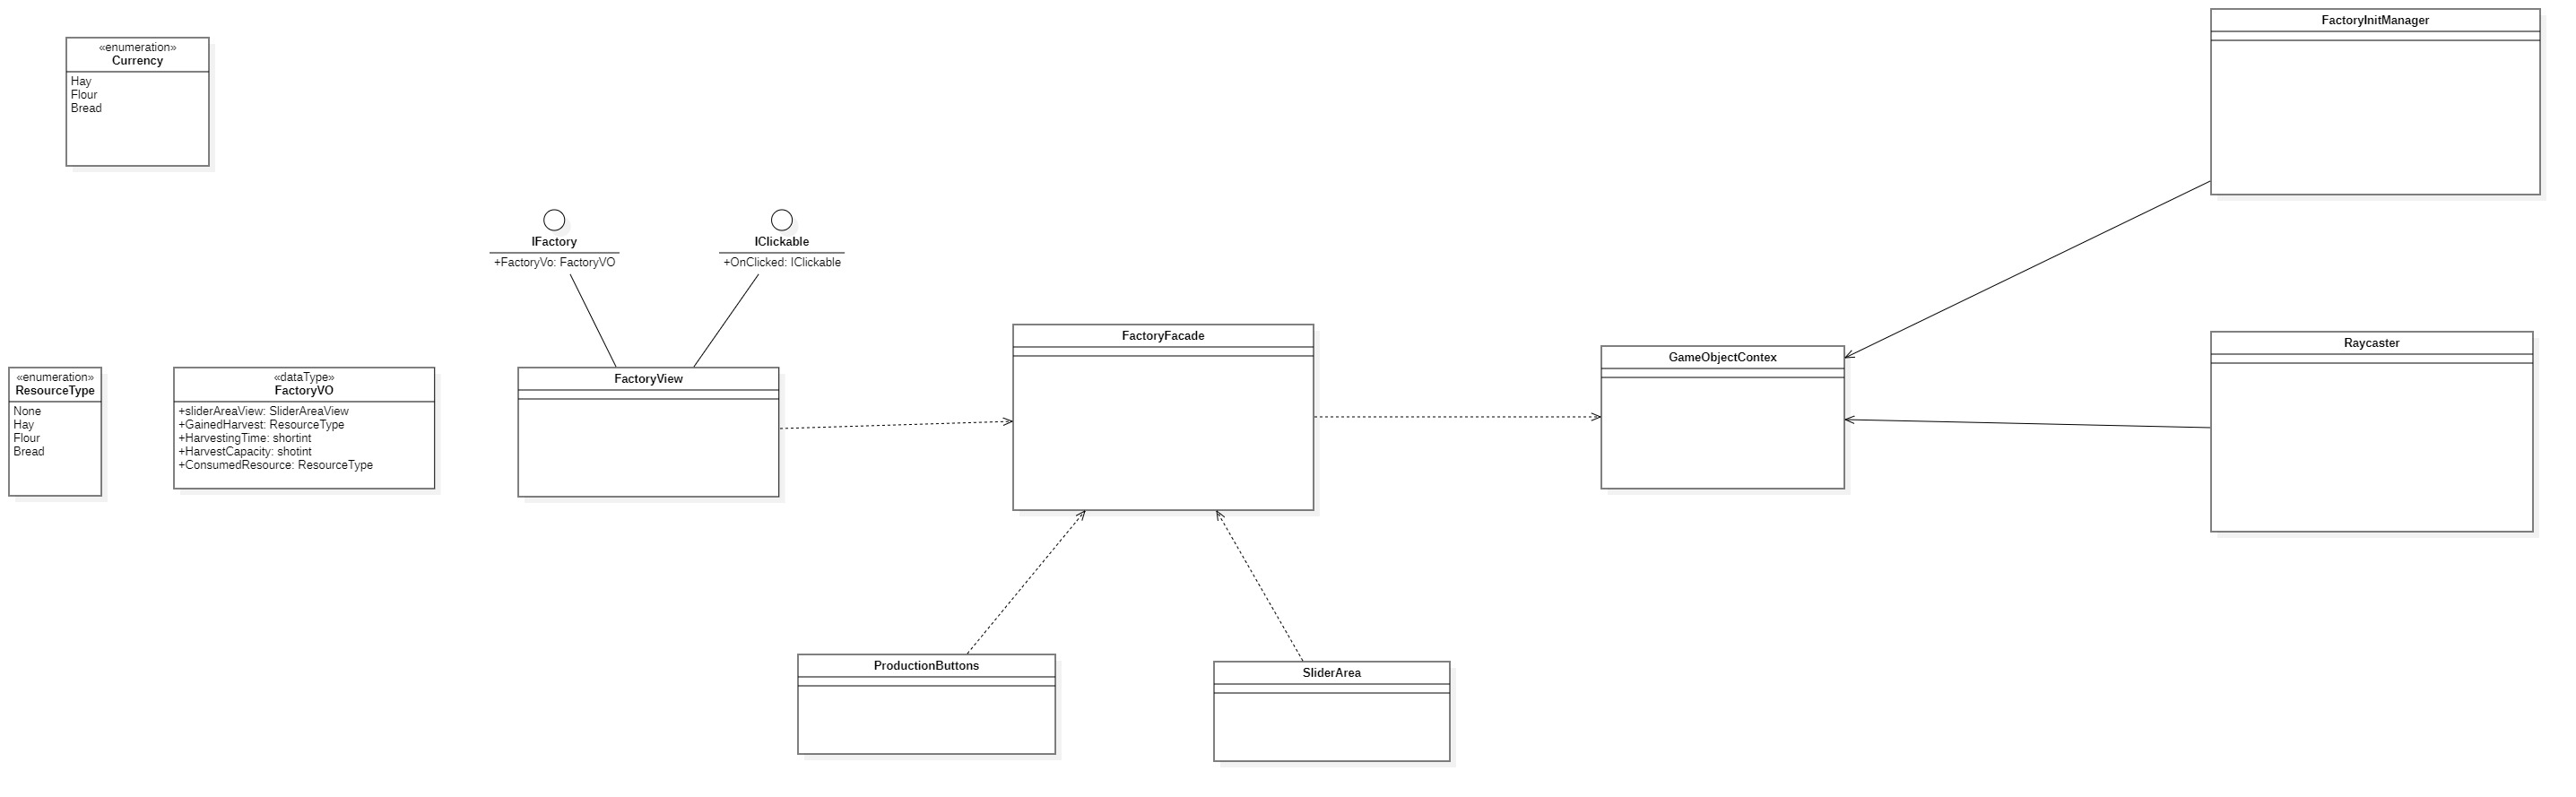 FactoryInitManager
«enumeration»
Currency
Hay
Flour
Bread
IFactory
+FactoryVo: FactoryVO
IClickable
+OnClicked: IClickable
FactoryFacade
Raycaster
GameObjectContex
«enumeration»
ResourceType
None
Hay
Flour
Bread
«dataType»
FactoryVO
+sliderAreaView: SliderAreaView
+GainedHarvest: ResourceType
+HarvestingTime: shortint
+HarvestCapacity: shotint
+ConsumedResource: ResourceType
FactoryView
ProductionButtons
SliderArea